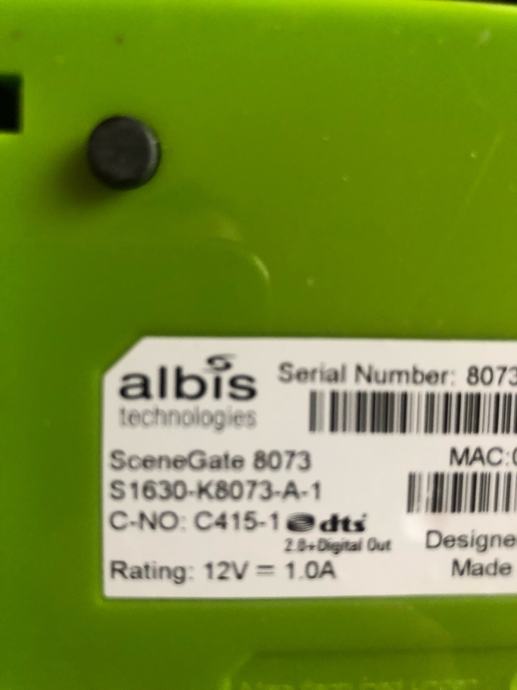 albis
technologies
Serial Number: 8073
SceneGate 8073
MAC:
S1630-K8073-A-1
C-NO: C415-1
dts
2.0+Digital Out
Designe
Made
Rating: 12V = 1.0A